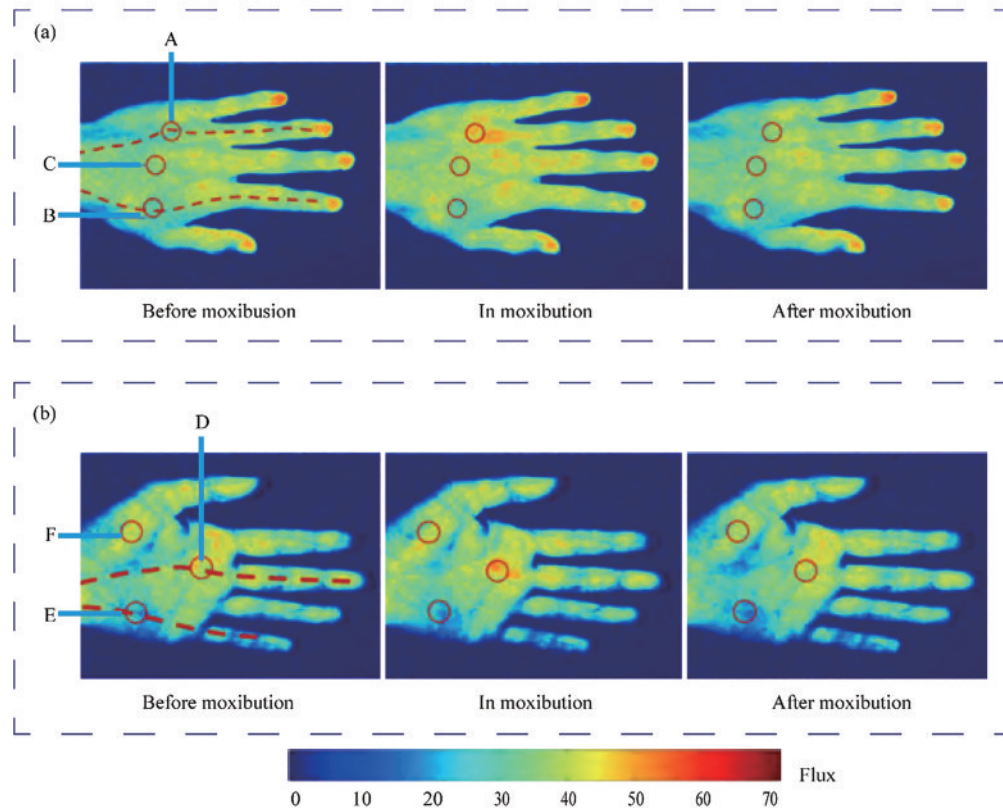 (a)
A
C
B
Before moxibusion
In moxibution
After moxibution
(b)
D
F
E
Before moxibution
In moxibution
After moxibution
0 10 20 30 40 50 60 70
Flux